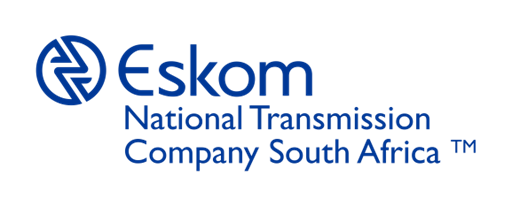 Eskom
National Transmission
Company South Africa ™